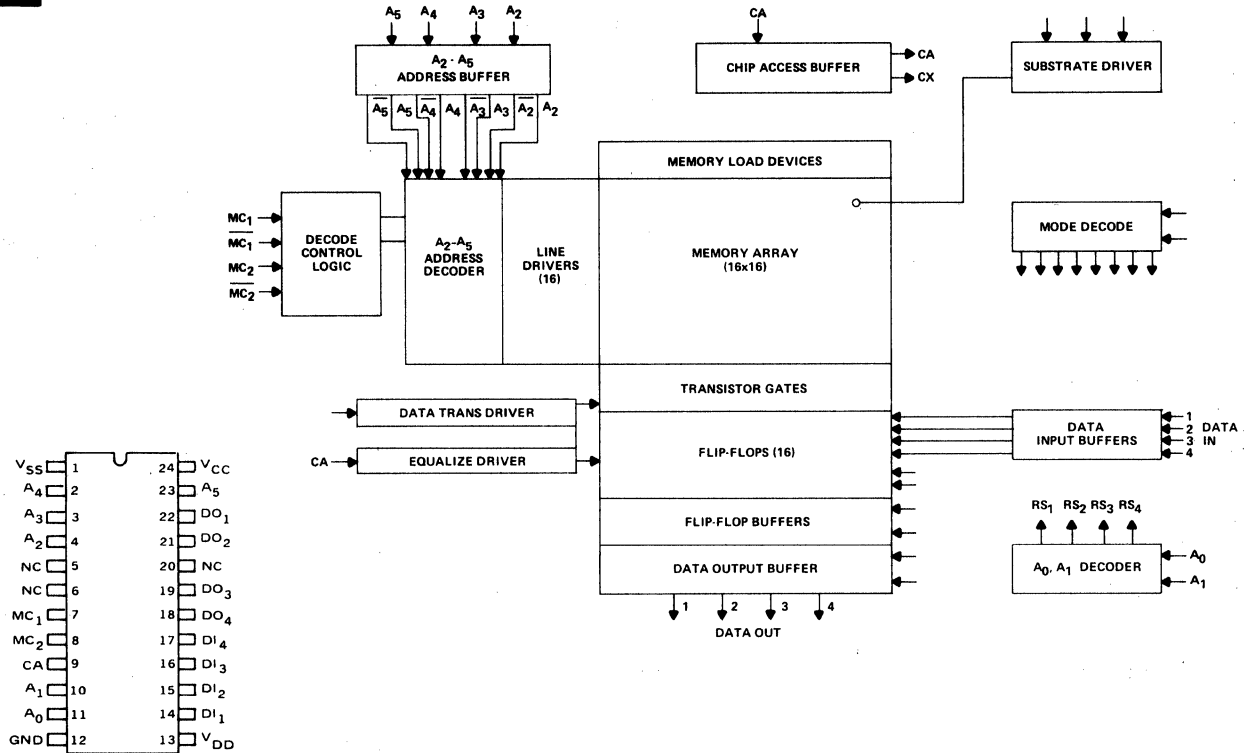 A5 A4 A3 A2
A2 - A5
ADDRESS BUFFER
A̅5̅ A5 A̅4̅ A4 A̅3̅ A3 A̅2̅ A2
CA
CHIP ACCESS BUFFER
CA
CX
SUBSTRATE DRIVER
MEMORY LOAD DEVICES
MC1
M̅C̅1̅
MC2
M̅C̅2̅
DECODE
CONTROL
LOGIC
A2-A5
ADDRESS
DECODER
LINE
DRIVERS
(16)
MEMORY ARRAY
(16x16)
MODE DECODE
TRANSISTOR GATES
DATA TRANS DRIVER
CA
EQUALIZE DRIVER
FLIP-FLOPS (16)
DATA
INPUT BUFFERS
1
2 DATA
3 IN
4
FLIP-FLOP BUFFERS
DATA OUTPUT BUFFER
1 2 3 4
DATA OUT
RS1 RS2 RS3 RS4
A0, A1 DECODER
A0
A1
VSS 1 24 VCC
A4 2 23 A5
A3 3 22 DO1
A2 4 21 DO2
NC 5 20 NC
NC 6 19 DO3
MC1 7 18 DO4
MC2 8 17 DI4
CA 9 16 DI3
A1 10 15 DI2
A0 11 14 DI1
GND 12 13 VDD